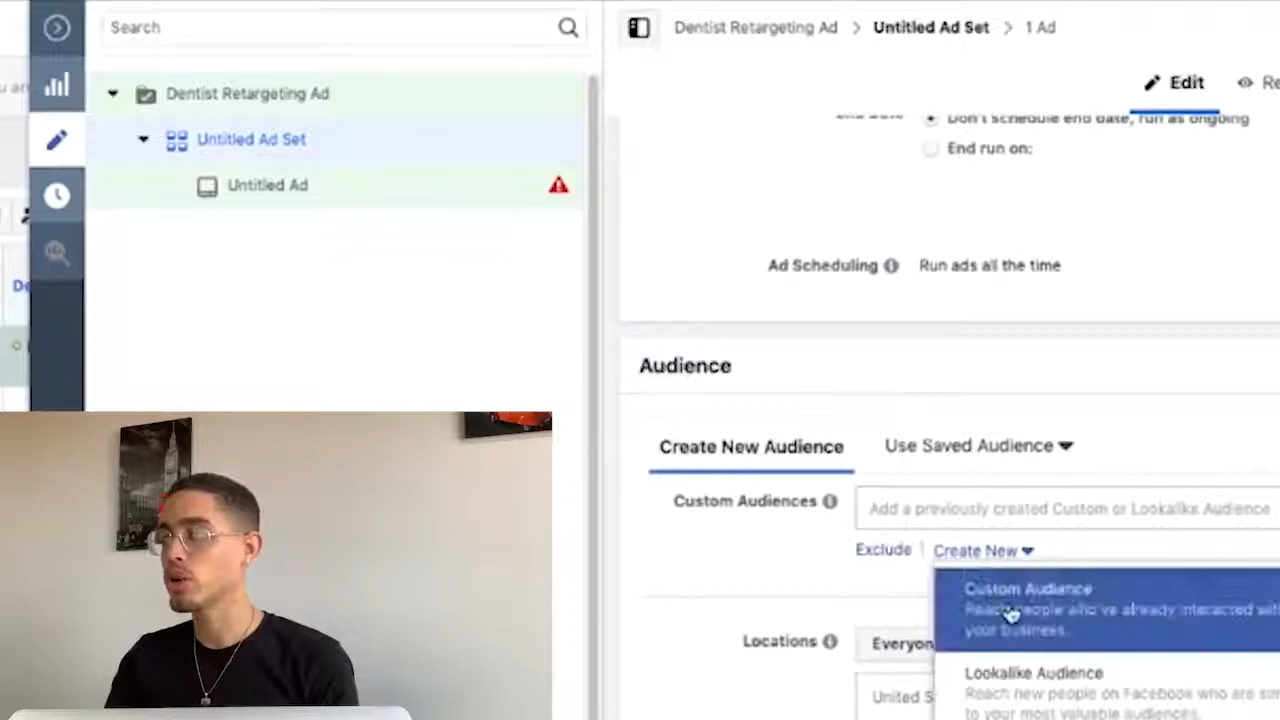 Search
Dentist Retargeting Ad
Untitled Ad Set
Untitled Ad
Dentist Retargeting Ad > Untitled Ad Set > 1 Ad
Edit
Re
Don't schedule end date, run as ongoing
End run on:
Ad Scheduling Run ads all the time
Audience
Create New Audience Use Saved Audience
Custom Audiences Add a previously created Custom or Lookalike Audience
Exclude | Create New
Custom Audience
Reach people who've already interacted with
your business.
Locations Everyon
United S
Lookalike Audience
Reach new people on Facebook who are sim
to your most valuable audiences.